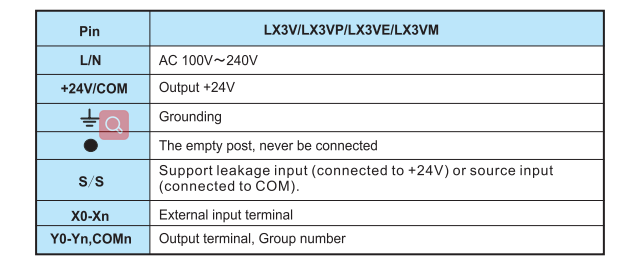 Pin LX3V/LX3VP/LX3VE/LX3VM
L/N AC 100V～240V
+24V/COM Output +24V
Grounding
The empty post, never be connected
S/S Support leakage input (connected to +24V) or source input
(connected to COM).
X0-Xn External input terminal
Y0-Yn,COMn Output terminal, Group number